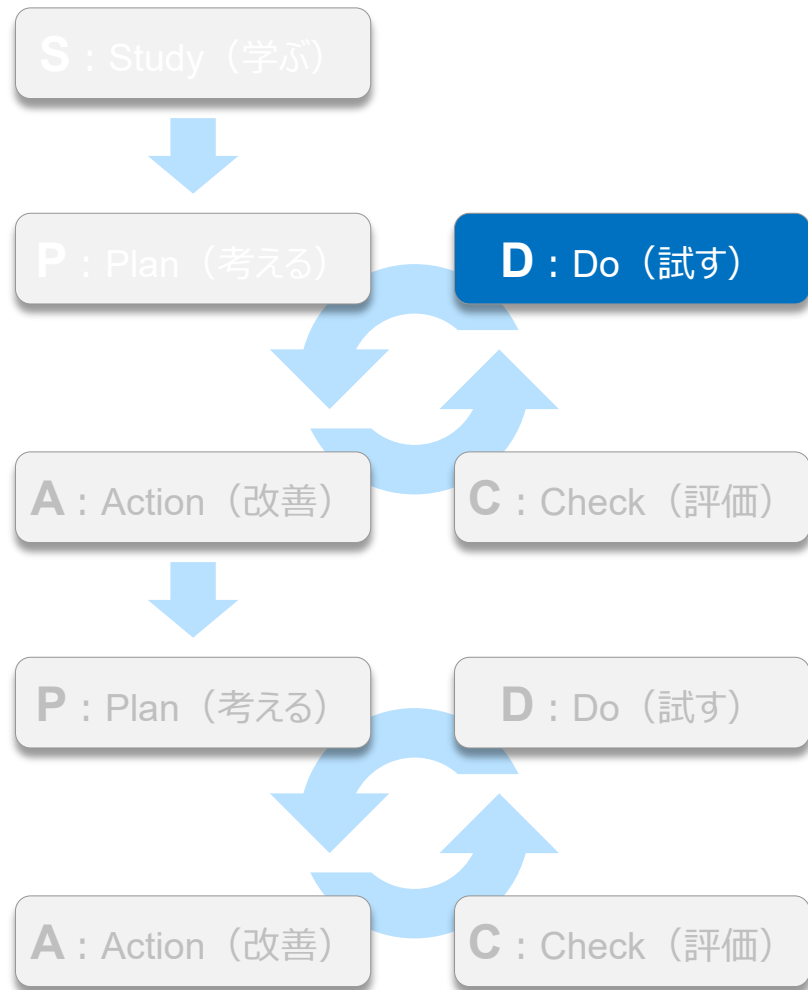 S：Study（学ぶ）
P：Plan（考える）
D：Do（試す）
A：Action（改善）
C：Check（評価）
P：Plan（考える）
D：Do（試す）
A：Action（改善）
C：Check（評価）